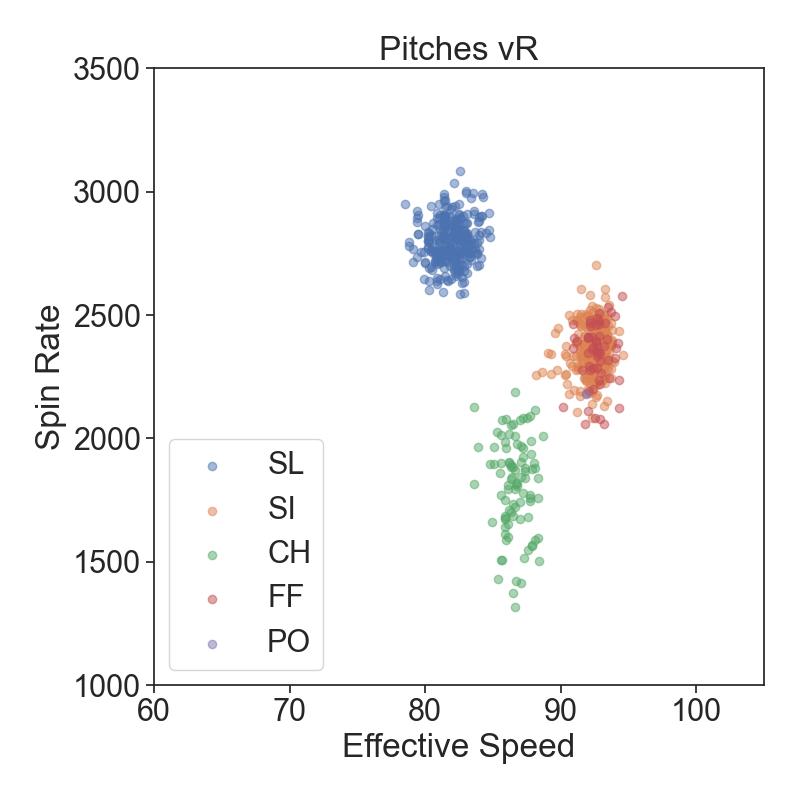 Pitches vR
3500
3000
2500
2000
1500
1000
Spin Rate
SL
SI
CH
FF
PO
60 70 80 90 100
Effective Speed